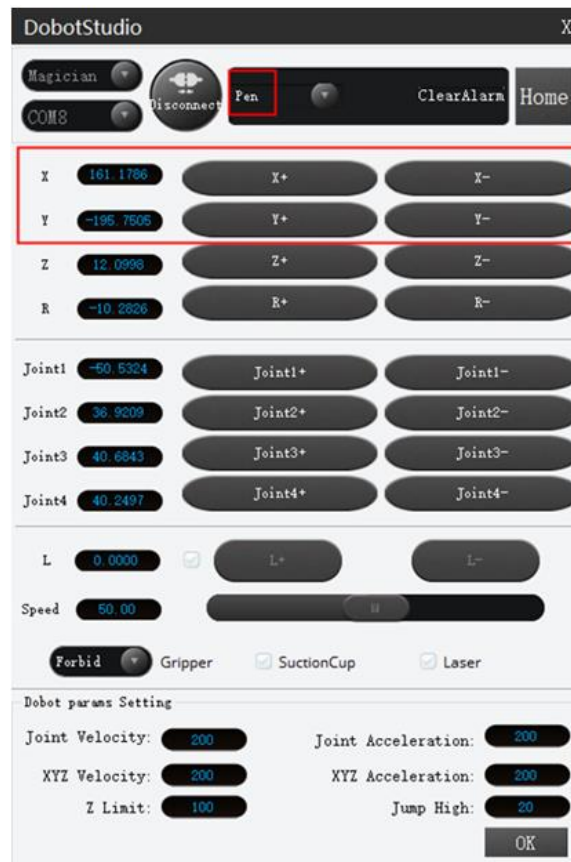 DobotStudio X
Magician
COM8
Disconnect
Pen ClearAlarm Home
X 161.1786 X+ X-
Y -195.7505 Y+ Y-
Z 12.0998 Z+ Z-
R -10.2826 R+ R-
Joint1 -50.5324 Joint1+ Joint1-
Joint2 36.9209 Joint2+ Joint2-
Joint3 40.6843 Joint3+ Joint3-
Joint4 40.2497 Joint4+ Joint4-
L 0.0000 L+ L-
Speed 50.00
Forbid Gripper SuctionCup Laser
Dobot params Setting
Joint Velocity: 200 Joint Acceleration: 200
XYZ Velocity: 200 XYZ Acceleration: 200
Z Limit: 100 Jump High: 20
OK